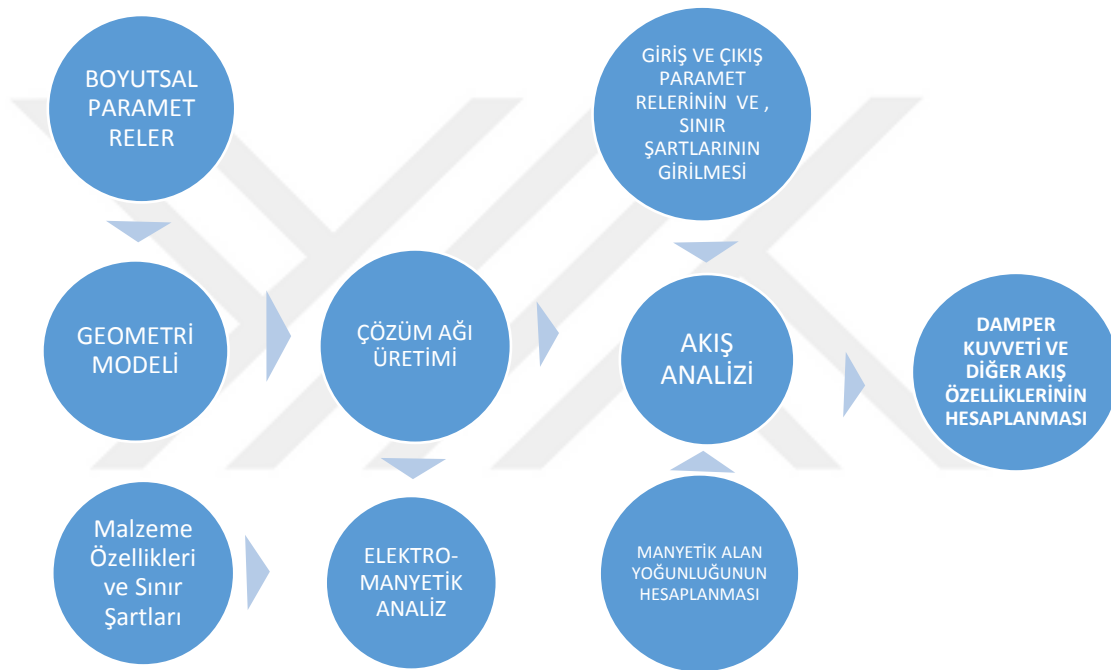 BOYUTSAL
PARAMET
RELER
GİRİŞ VE ÇIKIŞ
PARAMET
RELERİNİN VE ,
SINIR
ŞARTLARININ
GİRİLMESİ
GEOMETRİ
MODELİ
ÇÖZÜM AĞI
ÜRETİMİ
AKIŞ
ANALİZİ
DAMPER
KUVVETİ VE
DİĞER AKIŞ
ÖZELLİKLERİNİN
HESAPLANMASI
Malzeme
Özellikleri
ve Sınır
Şartları
ELEKTRO-
MANYETİK
ANALİZ
MANYETİK ALAN
YOĞUNLUĞUNUN
HESAPLANMASI